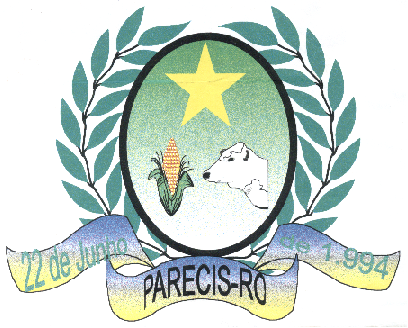 22 de Junho
PARECIS-RO
de 1.994